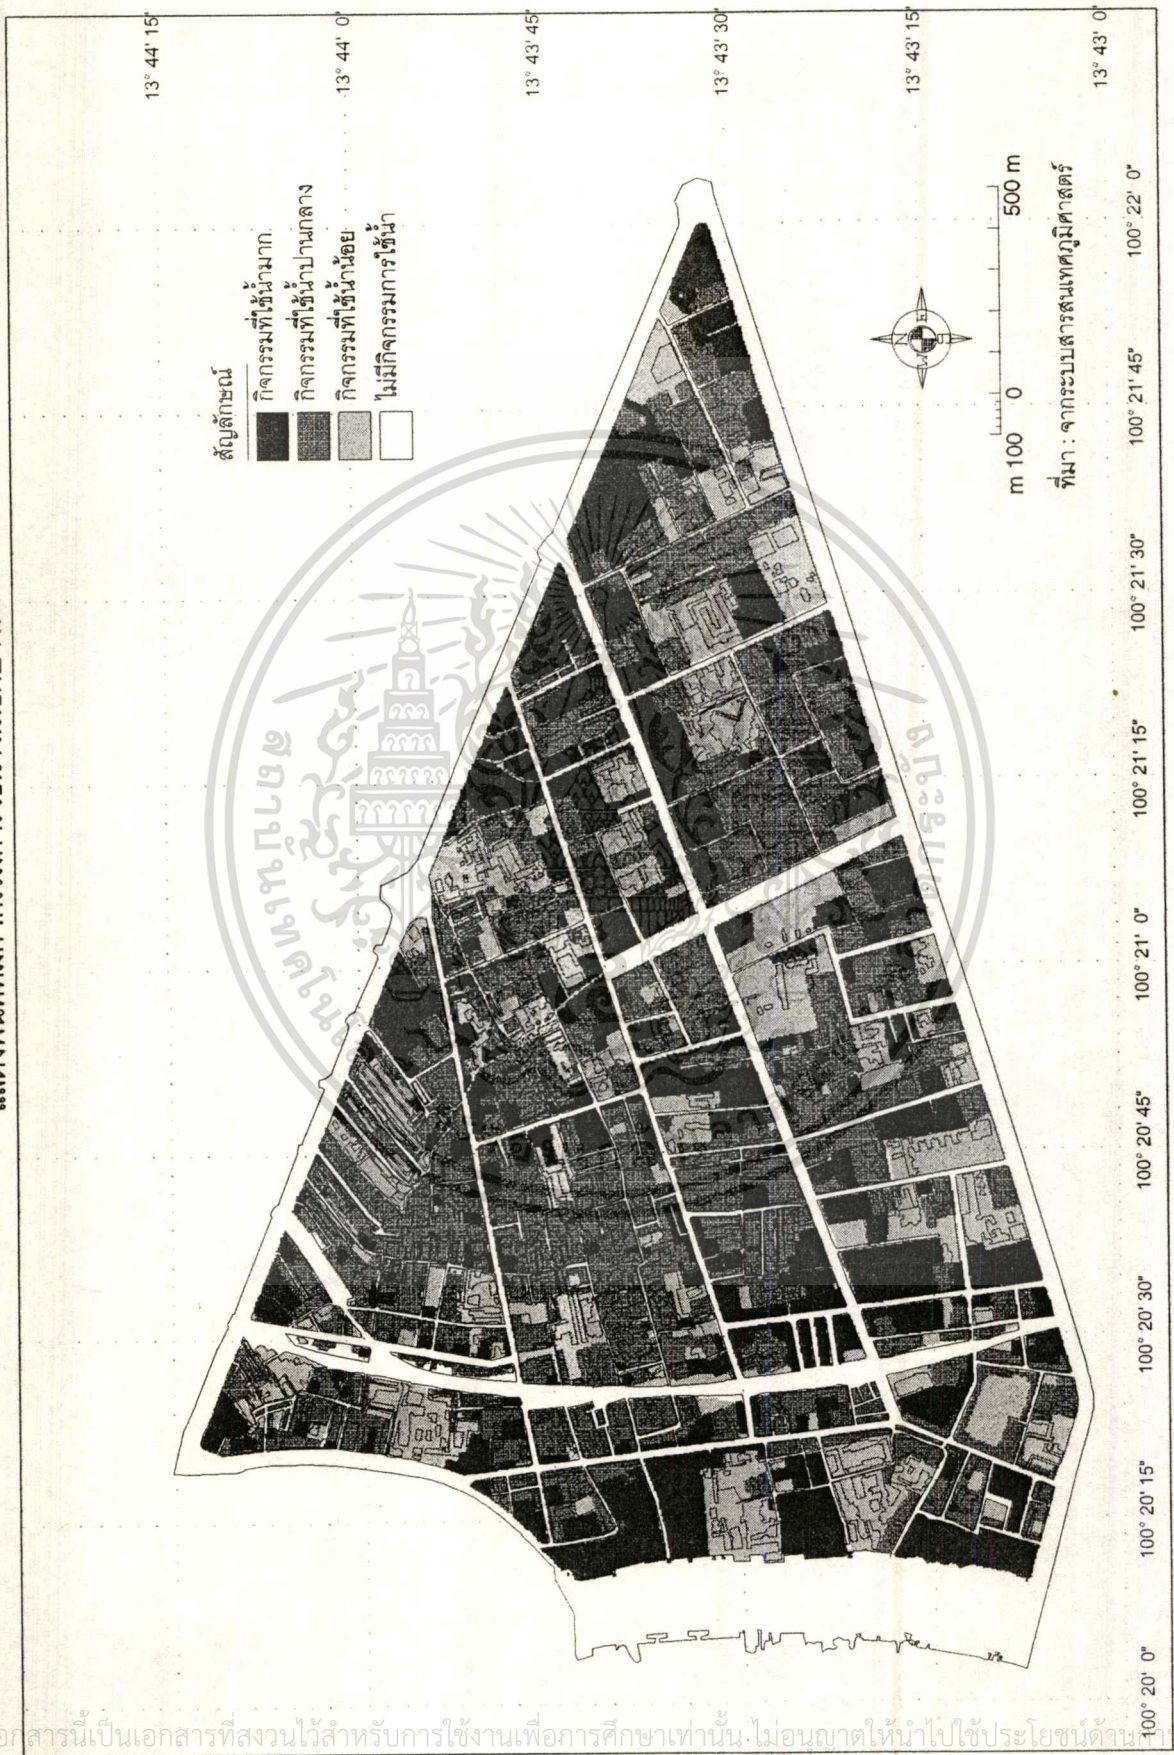 สัญลักษณ์
กิจกรรมที่ใช้น้ำมาก
กิจกรรมที่ใช้น้ำปานกลาง
กิจกรรมที่ใช้น้ำน้อย
ไม่มีกิจกรรมการใช้น้ำ
13° 44' 15"
13° 44' 0"
13° 43' 45"
13° 43' 30"
13° 43' 15"
13° 43' 0"
N
E
S
W
m 100 0 500 m
ที่มา : จากระบบสารสนเทศภูมิศาสตร์
100° 20' 0"
100° 20' 15"
100° 20' 30"
100° 20' 45"
100° 21' 0"
100° 21' 15"
100° 21' 30"
100° 21' 45"
100° 22' 0"
อกสารนี้เป็นเอกสารที่สงวนไว้สำหรับการใช้งานเพื่อการศึกษาเท่านั้น ไม่อนุญาตให้นำไปใช้ประโยชน์ด้านการ